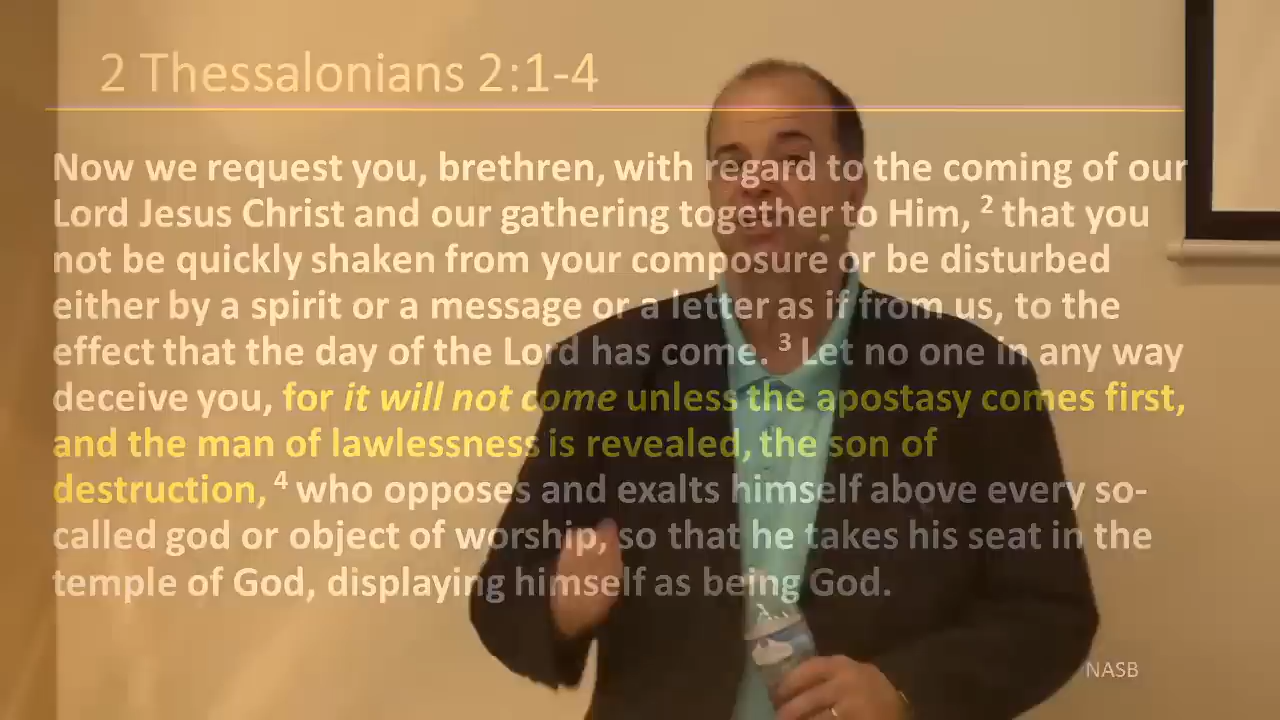 2 Thessalonians 2:1-4
Now we request you, brethren, with regard to the coming of our
Lord Jesus Christ and our gathering together to Him, ² that you
not be quickly shaken from your composure or be disturbed
either by a spirit or a message or a letter as if from us, to the
effect that the day of the Lord has come. ³ Let no one in any way
deceive you, for it will not come unless the apostasy comes first,
and the man of lawlessness is revealed, the son of
destruction, ⁴ who opposes and exalts himself above every so-
called god or object of worship, so that he takes his seat in the
temple of God, displaying himself as being God.
NASB